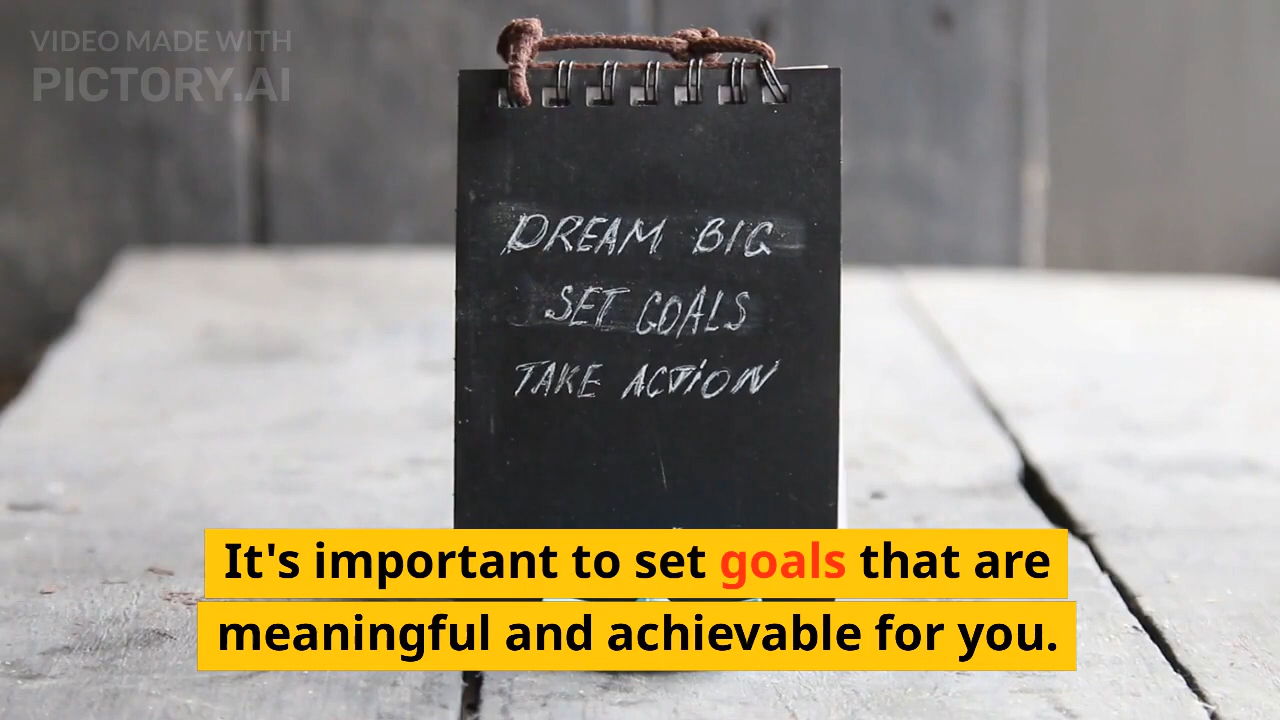 VIDEO MADE WITH
PICTORY.AI
DREAM BIG
SET GOALS
TAKE ACTION
It's important to set goals that are
meaningful and achievable for you.